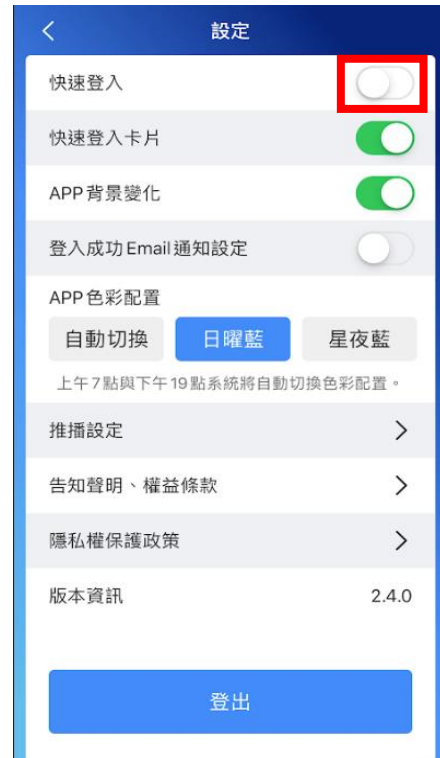 設定
快速登入
快速登入卡片
APP背景變化
登入成功Email通知設定
APP色彩配置
自動切換 日曜藍 星夜藍
上午7點與下午19點系統將自動切換色彩配置。
推播設定
告知聲明、權益條款
隱私權保護政策
版本資訊 2.4.0
登出